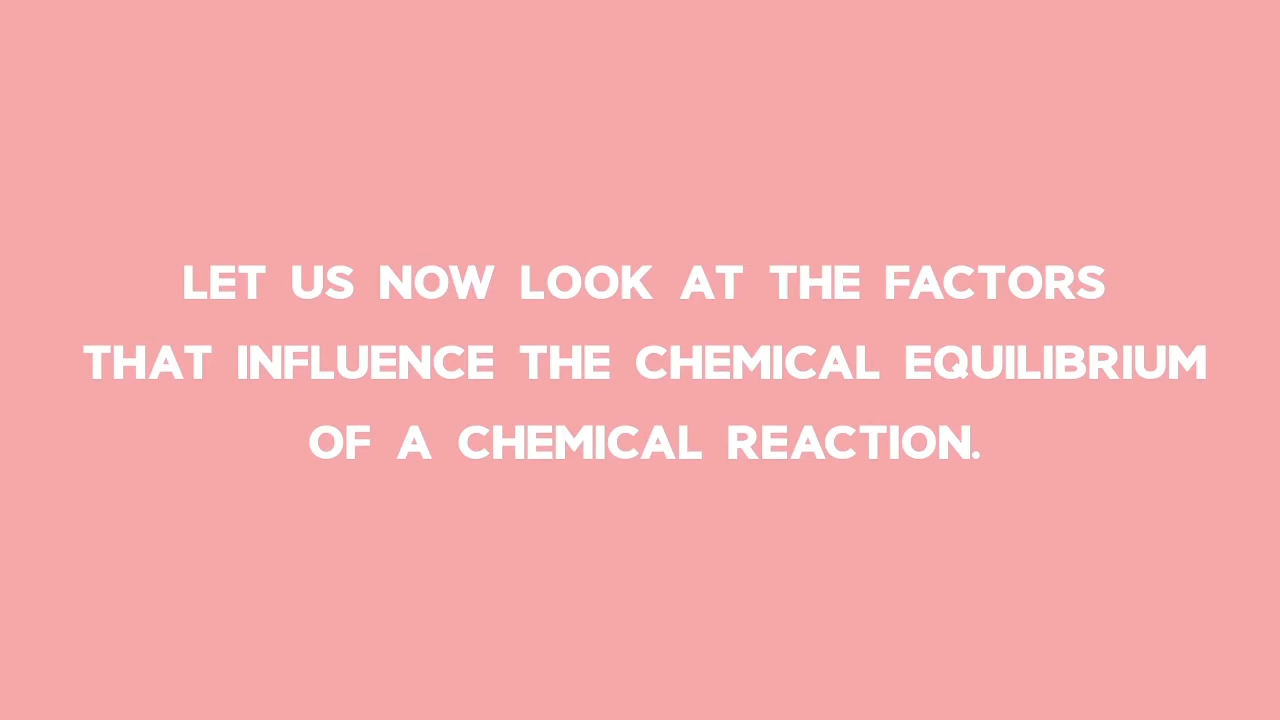 LET US NOW LOOK AT THE FACTORS
THAT INFLUENCE THE CHEMICAL EQUILIBRIUM
OF A CHEMICAL REACTION.